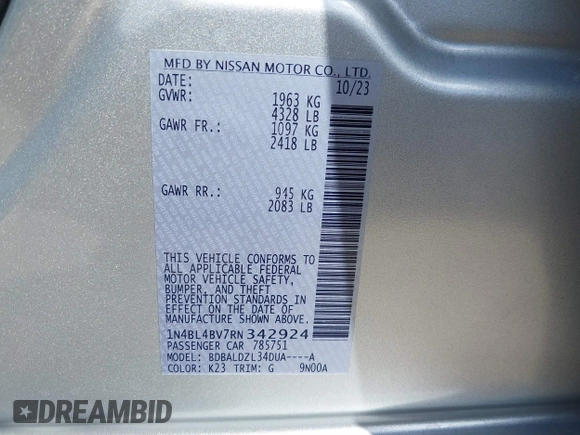 MFD BY NISSAN MOTOR CO., LTD.
DATE: 10/23
GVWR: 1963 KG
4328 LB
GAWR FR.: 1097 KG
2418 LB
GAWR RR.: 945 KG
2083 LB
THIS VEHICLE CONFORMS TO
ALL APPLICABLE FEDERAL
MOTOR VEHICLE SAFETY,
BUMPER, AND THEFT
PREVENTION STANDARDS IN
EFFECT ON THE DATE OF
MANUFACTURE SHOWN ABOVE.
1N4BL4BV7RN342924
PASSENGER CAR 785751
MODEL: BDBALDZL34DUA----A
COLOR: K23 TRIM: G 9N00A
DREAMBID